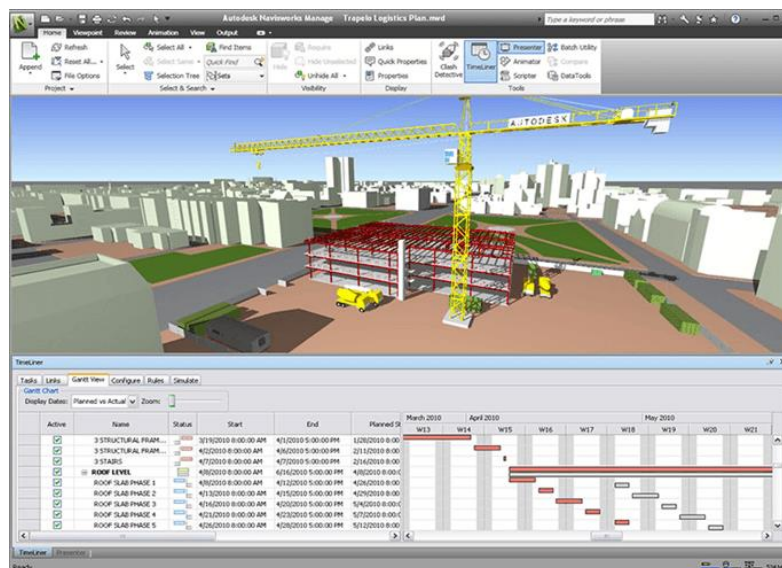 Autodesk Navisworks Manage Trapelo Logistics Plan.nwd
Type a keyword or phrase
Home Viewpoint Review Animation View Output
Append
Refresh
Reset All...
File Options
Project
Select
Select All
Select Same
Selection Tree
Find Items
Quick Find
Sets
Select & Search
Hide
Require
Hide Unselected
Unhide All
Visibility
Links
Quick Properties
Properties
Display
Clash Detective
TimeLiner
Presenter
Animator
Scripter
Batch Utility
Compare
DataTools
Tools
AUTODESK
TimeLiner
Tasks Links Gantt View Configure Rules Simulate
Gantt Chart
Display Dates: Planned vs Actual Zoom:
March 2010 April 2010 May 2010
Active Name Status Start End Planned St
W13 W14 W15 W16 W17 W18 W19 W20 W21
3 STRUCTURAL FRAM... 3/19/2010 8:00:00 AM 4/1/2010 5:00:00 PM 1/28/2010 8:00:0
3 STRUCTURAL FRAM... 4/2/2010 8:00:00 AM 4/6/2010 5:00:00 PM 2/11/2010 8:00:0
3 STAIRS 4/7/2010 8:00:00 AM 4/7/2010 5:00:00 PM 2/16/2010 8:00:0
ROOF LEVEL 4/8/2010 8:00:00 AM 6/16/2010 5:00:00 PM 4/8/2010 8:00:0
ROOF SLAB PHASE 1 4/8/2010 8:00:00 AM 4/12/2010 5:00:00 PM 4/26/2010 8:00:0
ROOF SLAB PHASE 2 4/13/2010 8:00:00 AM 4/15/2010 5:00:00 PM 4/29/2010 8:00:0
ROOF SLAB PHASE 3 4/16/2010 8:00:00 AM 4/20/2010 5:00:00 PM 5/4/2010 8:00:0
ROOF SLAB PHASE 4 4/21/2010 8:00:00 AM 4/23/2010 5:00:00 PM 5/7/2010 8:00:0
ROOF SLAB PHASE 5 4/26/2010 8:00:00 AM 4/28/2010 5:00:00 PM 5/12/2010 8:00:0
TimeLiner Presenter
Ready